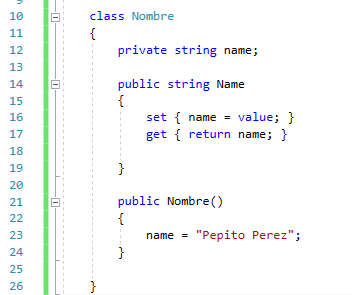 10 class Nombre
11 {
12 private string name;
13
14 public string Name
15 {
16 set { name = value; }
17 get { return name; }
18
19 }
20
21 public Nombre()
22 {
23 name = "Pepito Perez";
24 }
25
26 }